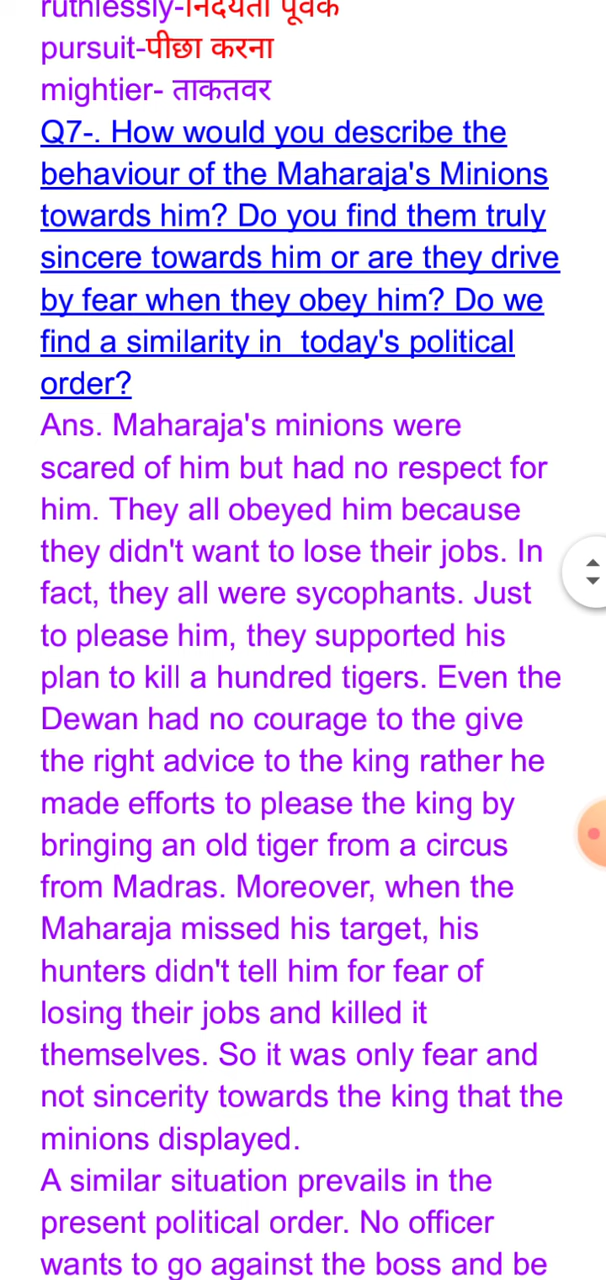 ruthlessly-निर्दयता पूर्वक
pursuit-पीछा करना
mightier- ताकतवर
Q7-. How would you describe the
behaviour of the Maharaja's Minions
towards him? Do you find them truly
sincere towards him or are they drive
by fear when they obey him? Do we
find a similarity in  today's political
order?
Ans. Maharaja's minions were
scared of him but had no respect for
him. They all obeyed him because
they didn't want to lose their jobs. In
fact, they all were sycophants. Just
to please him, they supported his
plan to kill a hundred tigers. Even the
Dewan had no courage to the give
the right advice to the king rather he
made efforts to please the king by
bringing an old tiger from a circus
from Madras. Moreover, when the
Maharaja missed his target, his
hunters didn't tell him for fear of
losing their jobs and killed it
themselves. So it was only fear and
not sincerity towards the king that the
minions displayed.
A similar situation prevails in the
present political order. No officer
wants to go against the boss and be